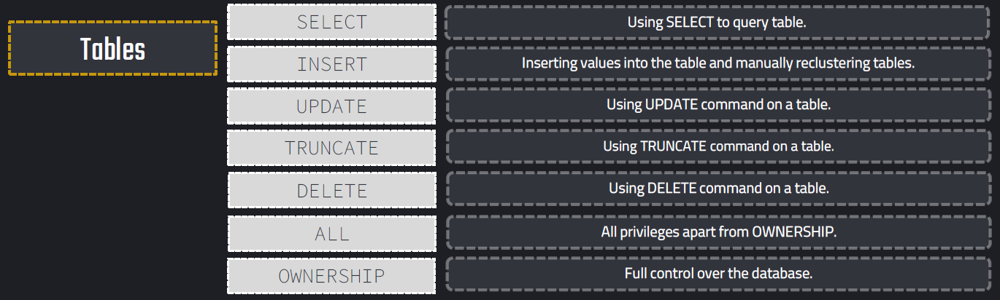 Tables
SELECT
Using SELECT to query table.
INSERT
Inserting values into the table and manually reclustering tables.
UPDATE
Using UPDATE command on a table.
TRUNCATE
Using TRUNCATE command on a table.
DELETE
Using DELETE command on a table.
ALL
All privileges apart from OWNERSHIP.
OWNERSHIP
Full control over the database.